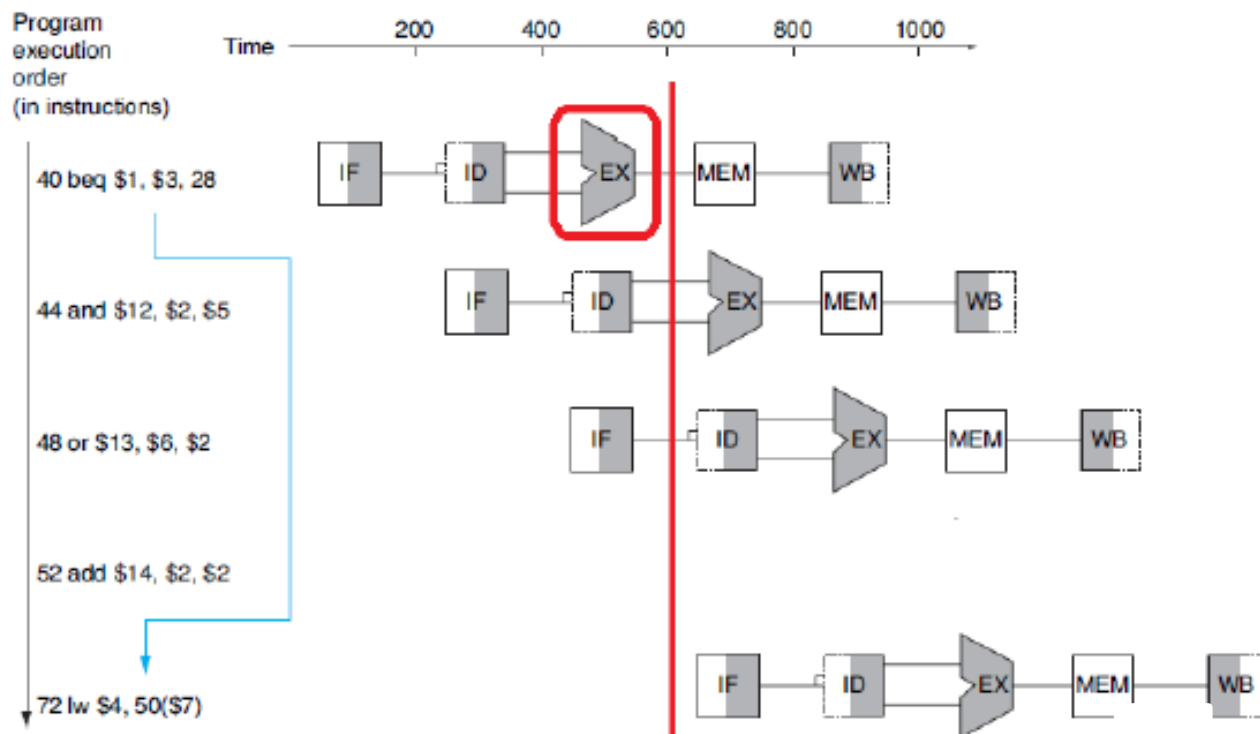 Program
execution
order
(in instructions)
Time
200 400 600 800 1000
40 beq $1, $3, 28
IF ID EX MEM WB
44 and $12, $2, $5
IF ID EX MEM WB
48 or $13, $6, $2
IF ID EX MEM WB
52 add $14, $2, $2
72 lw $4, 50($7)
IF ID EX MEM WB